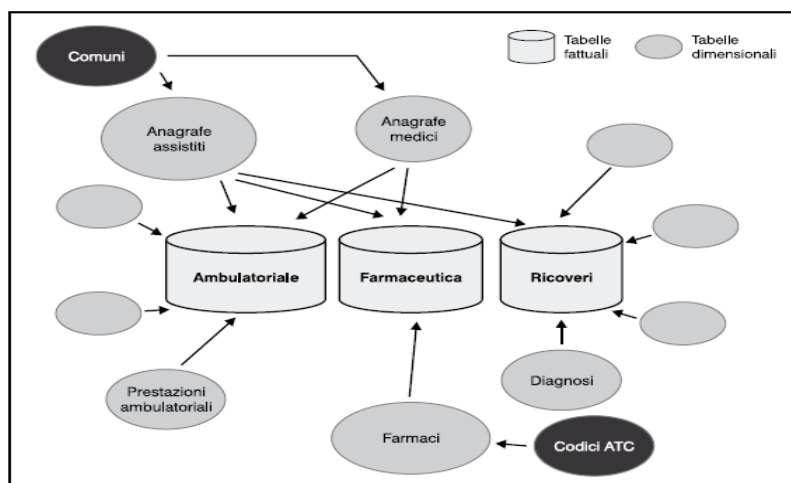 Comuni
Tabelle
fattuali
Tabelle
dimensionali
Anagrafe
assistiti
Anagrafe
medici
Ambulatoriale
Farmaceutica
Ricoveri
Prestazioni
ambulatoriali
Diagnosi
Farmaci
Codici ATC